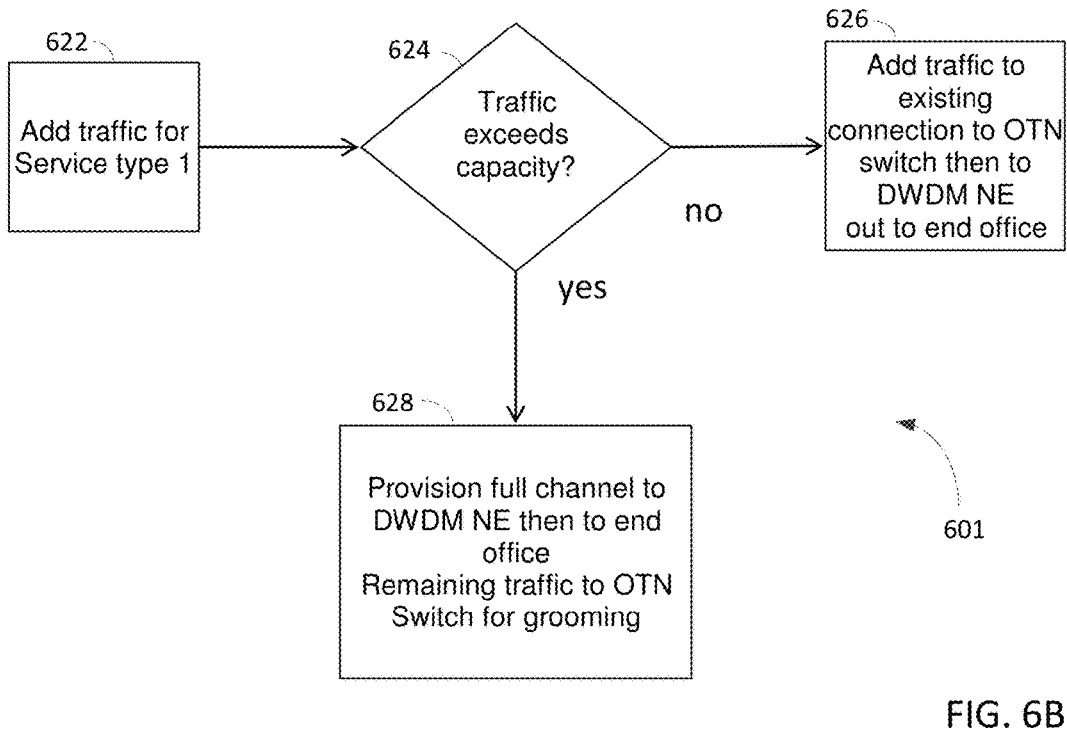 622
Add traffic for
Service type 1
624
Traffic
exceeds
capacity?
no
yes
626
Add traffic to
existing
connection to OTN
switch then to
DWDM NE
out to end office
628
Provision full channel to
DWDM NE then to end
office
Remaining traffic to OTN
Switch for grooming
601
FIG. 6B